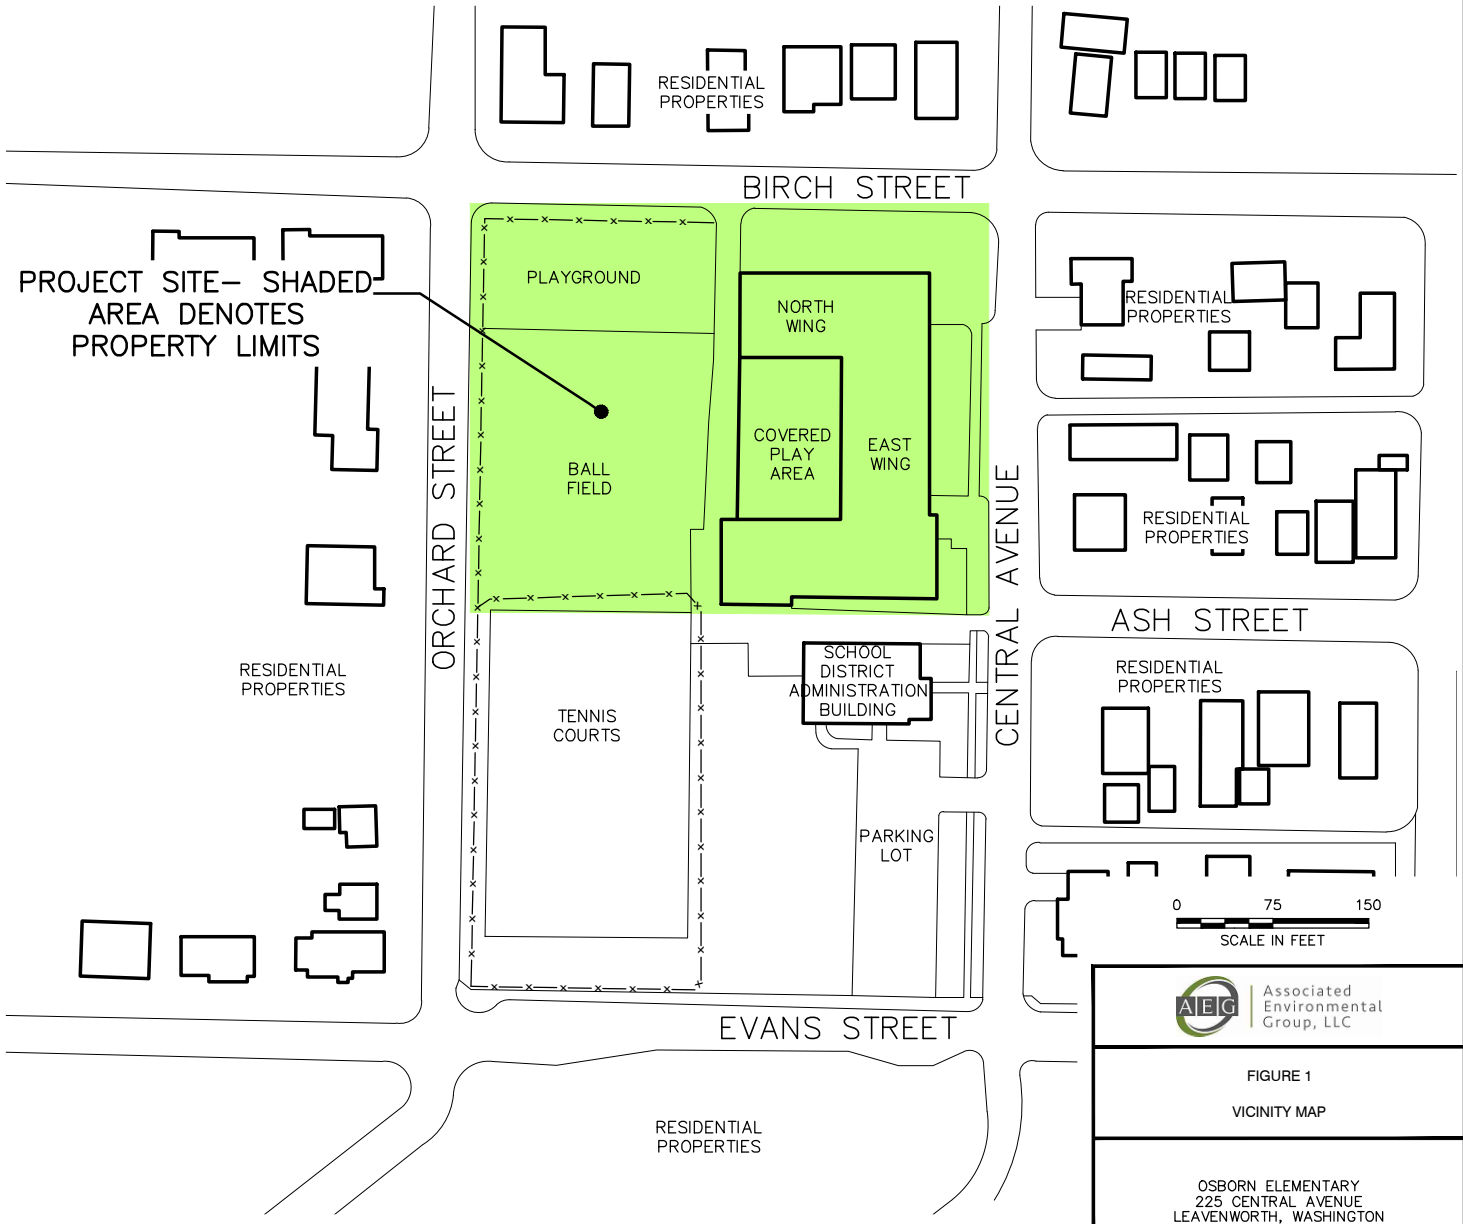 RESIDENTIAL
PROPERTIES
BIRCH STREET
PROJECT SITE– SHADED
AREA DENOTES
PROPERTY LIMITS
PLAYGROUND
NORTH
WING
RESIDENTIAL
PROPERTIES
ORCHARD STREET
BALL
FIELD
COVERED
PLAY
AREA
EAST
WING
CENTRAL AVENUE
RESIDENTIAL
PROPERTIES
ASH STREET
RESIDENTIAL
PROPERTIES
SCHOOL
DISTRICT
ADMINISTRATION
BUILDING
RESIDENTIAL
PROPERTIES
TENNIS
COURTS
PARKING
LOT
0 75 150
SCALE IN FEET
EVANS STREET
RESIDENTIAL
PROPERTIES
AEG
Associated
Environmental
Group, LLC
FIGURE 1
VICINITY MAP
OSBORN ELEMENTARY
225 CENTRAL AVENUE
LEAVENWORTH, WASHINGTON